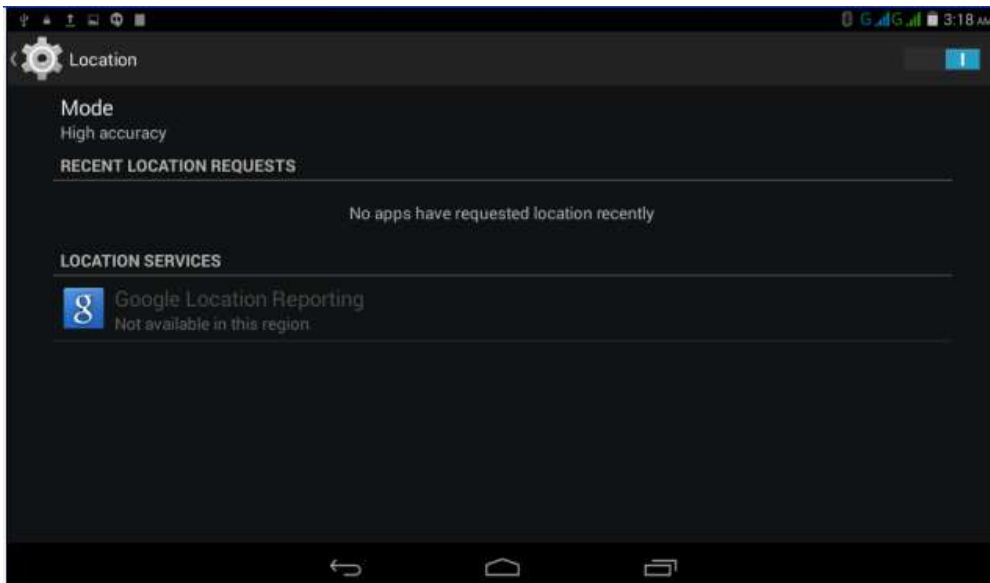 G G 3:18 AM
Location
Mode
High accuracy
RECENT LOCATION REQUESTS
No apps have requested location recently
LOCATION SERVICES
g
Google Location Reporting
Not available in this region